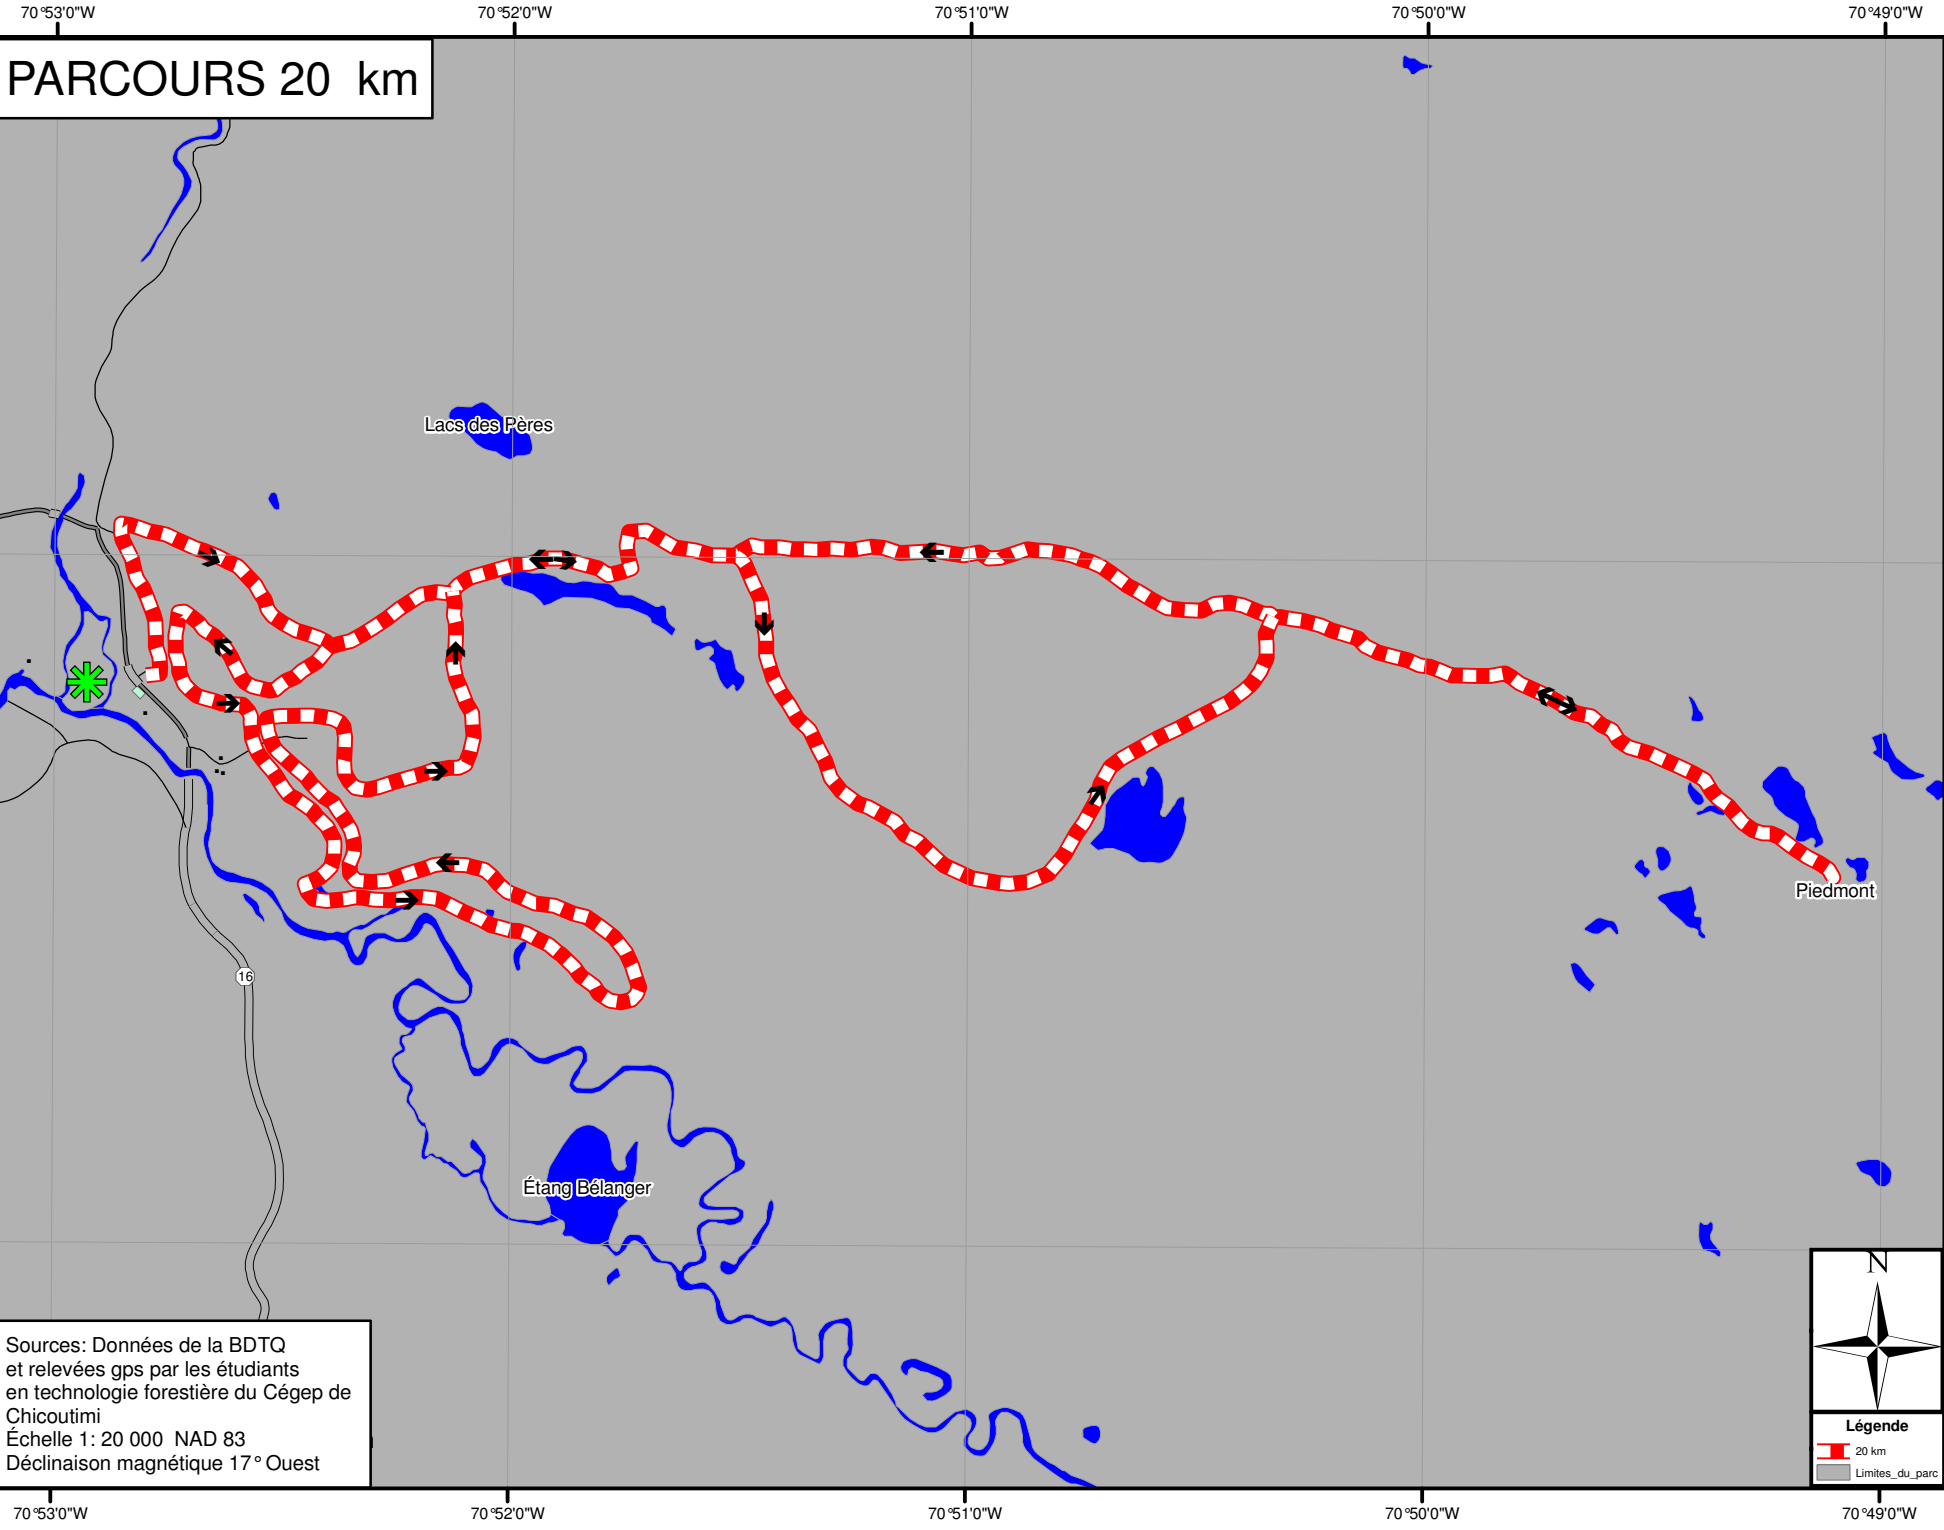 70°53'0"W 70°52'0"W 70°51'0"W 70°50'0"W 70°49'0"W
PARCOURS 20 km
Lacs des Pères
Piedmont
16
Étang Bélanger
N
Sources: Données de la BDTQ
et relevées gps par les étudiants
en technologie forestière du Cégep de
Chicoutimi
Échelle 1: 20 000 NAD 83
Déclinaison magnétique 17° Ouest
Légende
20 km
Limites_du_parc
70°53'0"W 70°52'0"W 70°51'0"W 70°50'0"W 70°49'0"W